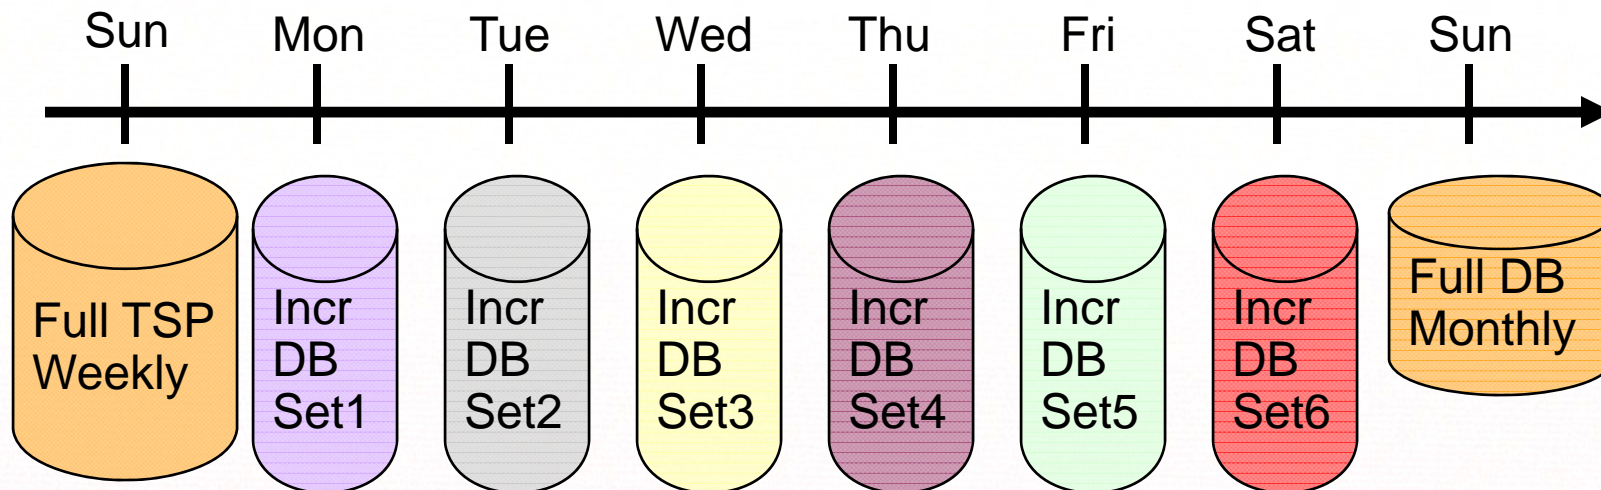 Sun
Mon
Tue
Wed
Thu
Fri
Sat
Sun
Full TSP
Weekly
Incr
DB
Set1
Incr
DB
Set2
Incr
DB
Set3
Incr
DB
Set4
Incr
DB
Set5
Incr
DB
Set6
Full DB
Monthly